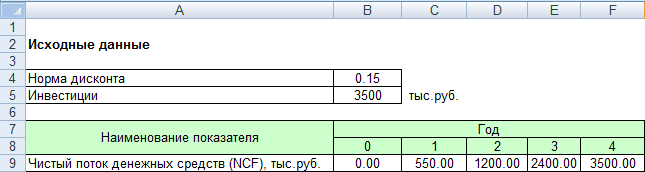 A B C D E F
1
2 Исходные данные
3
4 Норма дисконта 0.15
5 Инвестиции 3500 тыс.руб.
6
7 Наименование показателя Год
8 0 1 2 3 4
9 Чистый поток денежных средств (NCF), тыс.руб. 0.00 550.00 1200.00 2400.00 3500.00